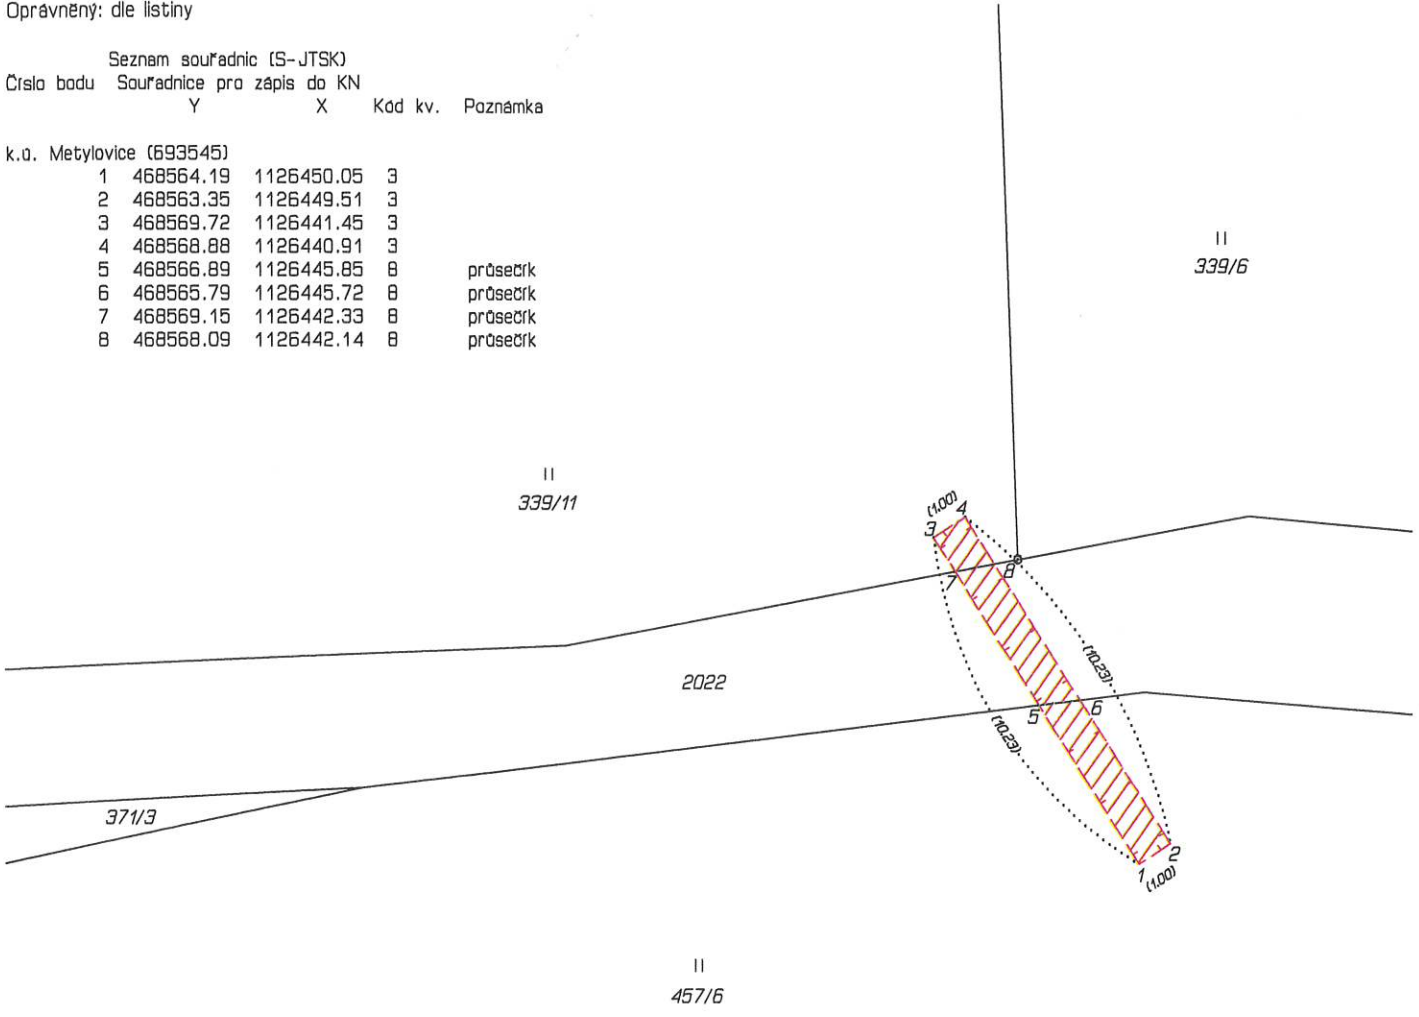 Oprávněný: dle listiny
Seznam souřadnic (S-JTSK)
Číslo bodu Souřadnice pro zápis do KN
Y X Kód kv. Poznámka
k.ú. Metylovice (693545)
1 468564.19 1126450.05 3
2 468563.35 1126449.51 3
3 468569.72 1126441.45 3
4 468568.88 1126440.91 3
5 468566.89 1126445.85 8 průsečík
6 468565.79 1126445.72 8 průsečík
7 468569.15 1126442.33 8 průsečík
8 468568.09 1126442.14 8 průsečík
339/6
339/11
(1.00)
4
3
8
7
(10.23)
2022
6
5
(10.23)
371/3
2
1
(1.00)
457/6